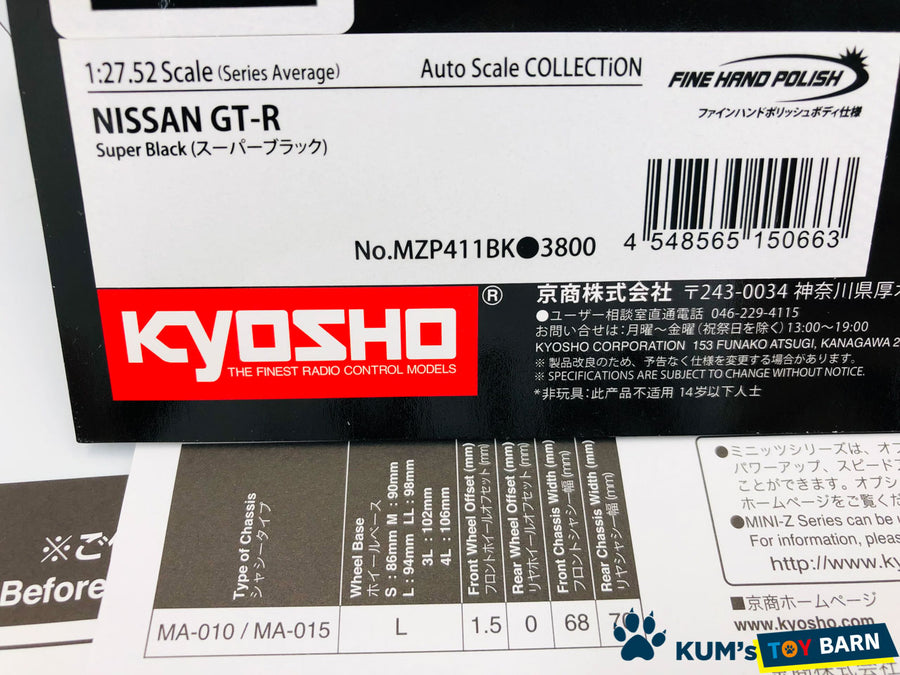 1:27.52 Scale (Series Average)
Auto Scale COLLECTiON
FINE HAND POLISH
ファインハンドポリッシュボディ仕様
NISSAN GT-R
Super Black (スーパーブラック)
No.MZP411BK●3800
4 548565 150663
KYOSHO ®
THE FINEST RADIO CONTROL MODELS
京商株式会社 〒243-0034 神奈川県厚木
●ユーザー相談室直通電話 046-229-4115
お問い合せは:月曜〜金曜(祝祭日を除く)13:00〜19:00
KYOSHO CORPORATION 153 FUNAKO ATSUGI, KANAGAWA 2
※ 製品改良のため、予告なく仕様を変更する場合があります。
※ SPECIFICATIONS ARE SUBJECT TO CHANGE WITHOUT NOTICE.
*非玩具:此产品不适用 14岁以下人士
※ご
Before
Type of Chassis
シャシータイプ
Wheel Base
ホイールベース
S : 86mm M : 90mm
L : 94mm LL : 98mm
3L : 102mm
4L : 106mm
Front Wheel Offset (mm)
フロントホイールオフセット(mm)
Rear Wheel Offset (mm)
リヤホイールオフセット(mm)
Front Chassis Width (mm)
フロントシャシー幅 (mm)
Rear Chassis Width (mm)
リヤシャシー幅 (mm)
MA-010 / MA-015 L 1.5 0 68
●ミニッツシリーズは、オプ
パワーアップ、スピード
ことができます。オプシ
ホームページをご覧くだ
●MINI-Z Series can be
For information, pleas
http://www.ky
■京商ホームページ
www.kyosho.com
KUM's TOY BARN